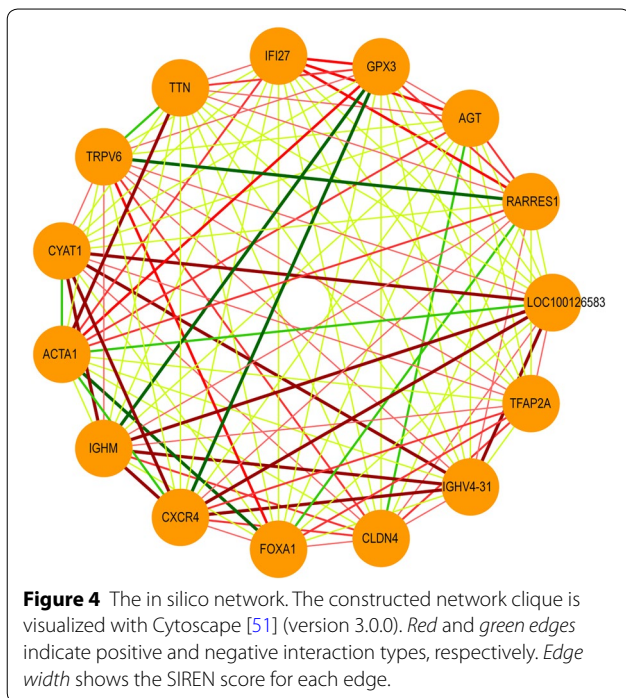 IFI27
GPX3
TTN
AGT
TRPV6
RARRES1
CYAT1
LOC100126583
ACTA1
TFAP2A
IGHM
IGHV4-31
CXCR4
CLDN4
FOXA1
Figure 4 The in silico network. The constructed network clique is
visualized with Cytoscape [51] (version 3.0.0). Red and green edges
indicate positive and negative interaction types, respectively. Edge
width shows the SIREN score for each edge.